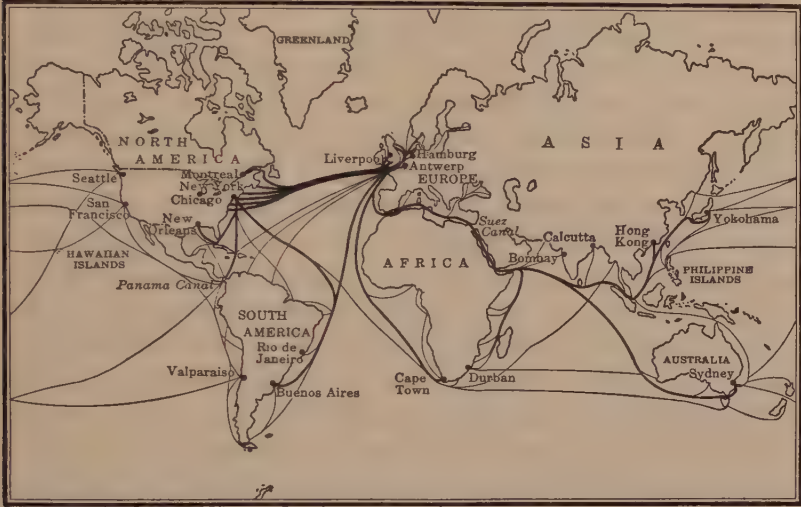 GREENLAND
NORTH
AMERICA
ASIA
Liverpool
Hamburg
Antwerp
EUROPE
Montreal
New York
Chicago
Seattle
San
Francisco
New
Orleans
HAWAIIAN
ISLANDS
Panama Canal
Suez
Canal
AFRICA
Bombay
Calcutta
Hong
Kong
Yokohama
PHILIPPINE
ISLANDS
SOUTH
AMERICA
Rio de
Janeiro
Valparaiso
Buenos Aires
Cape
Town
Durban
AUSTRALIA
Sydney